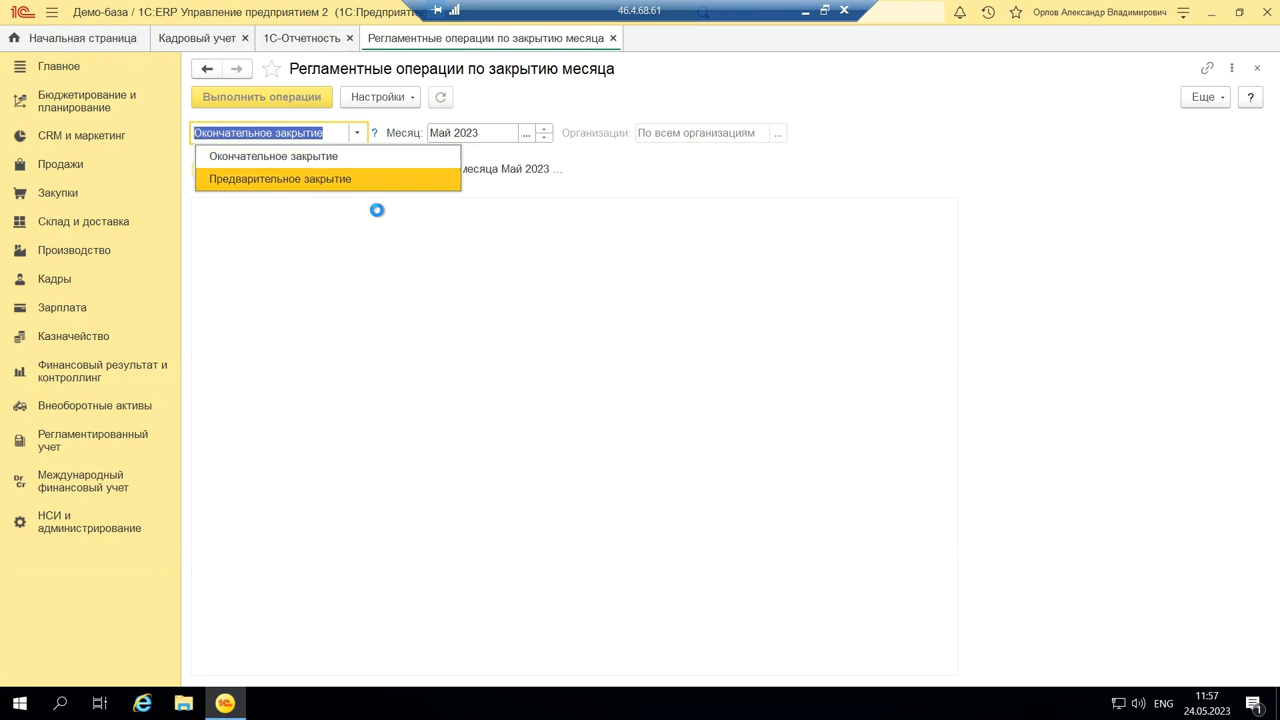 Демо-база / 1С:ERP Управление предприятием 2 (1С:Предприятие
46.4.68.61
Орлов Александр Владимирович
Начальная страница
Кадровый учет
1С-Отчетность
Регламентные операции по закрытию месяца
Главное
Бюджетирование и
планирование
CRM и маркетинг
Продажи
Закупки
Склад и доставка
Производство
Кадры
Зарплата
Казначейство
Финансовый результат и
контроллинг
Внеоборотные активы
Регламентированный
учет
Международный
финансовый учет
НСИ и
администрирование
Регламентные операции по закрытию месяца
Выполнить операции
Настройки
Еще
?
Окончательное закрытие
?
Месяц:
Май 2023
...
Организации:
По всем организациям
...
Окончательное закрытие
месяца Май 2023 ...
Предварительное закрытие
ENG
11:57
24.05.2023
1